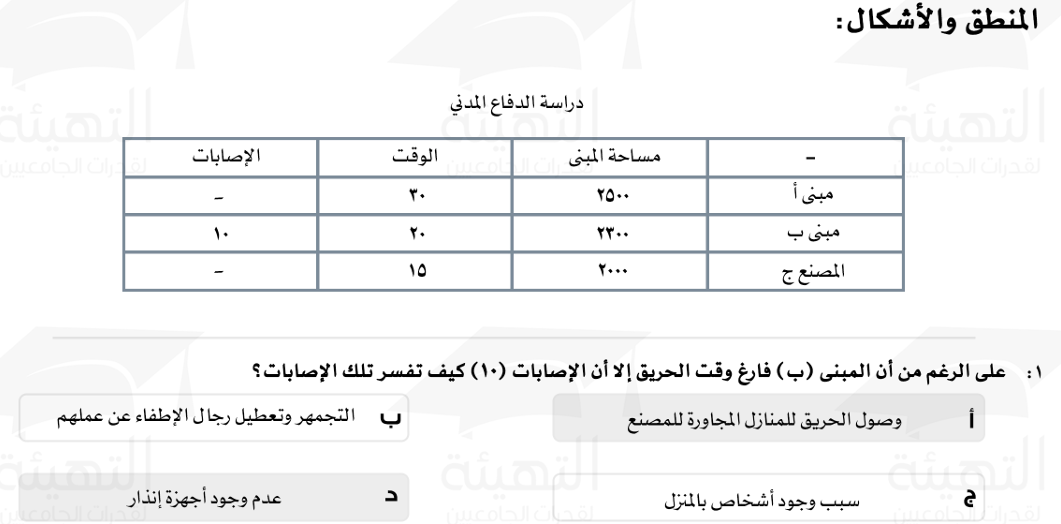 المنطق والأشكال:
دراسة الدفاع المدني
- مساحة المبنى الوقت الإصابات
مبنى أ ٢٥٠٠ ٣٠ -
مبنى ب ٢٣٠٠ ٢٠ ١٠
المصنع ج ٢٠٠٠ ١٥ -
١: على الرغم من أن المبنى (ب) فارغ وقت الحريق إلا أن الإصابات (١٠) كيف تفسر تلك الإصابات؟
أ وصول الحريق للمنازل المجاورة للمصنع
ب التجمهر وتعطيل رجال الإطفاء عن عملهم
ج سبب وجود أشخاص بالمنزل
د عدم وجود أجهزة إنذار
التهيئة
لقدرات الجامعيين